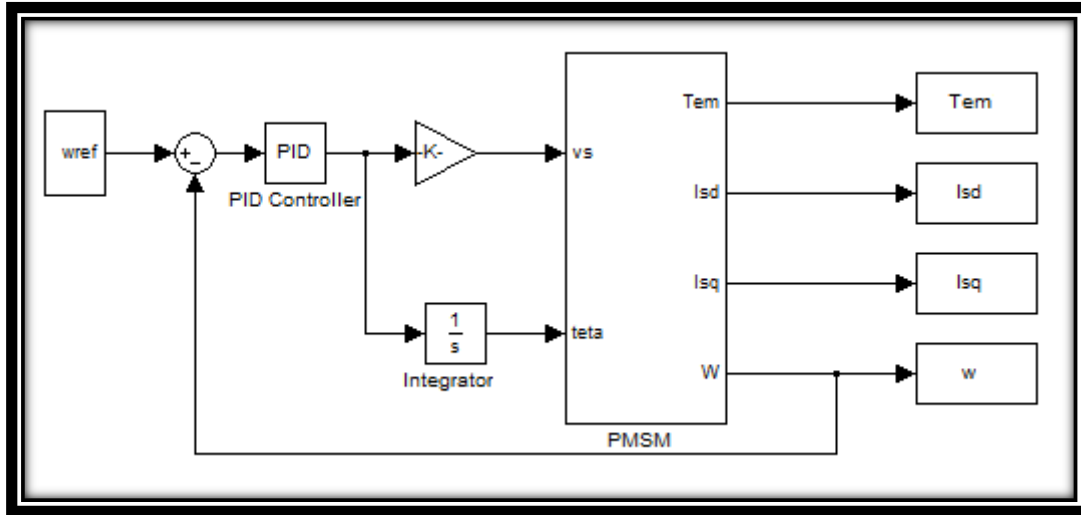 wref
+
−
PID
PID Controller
-K-
1
s
Integrator
vs
teta
Tem
Isd
Isq
W
PMSM
Tem
Isd
Isq
w